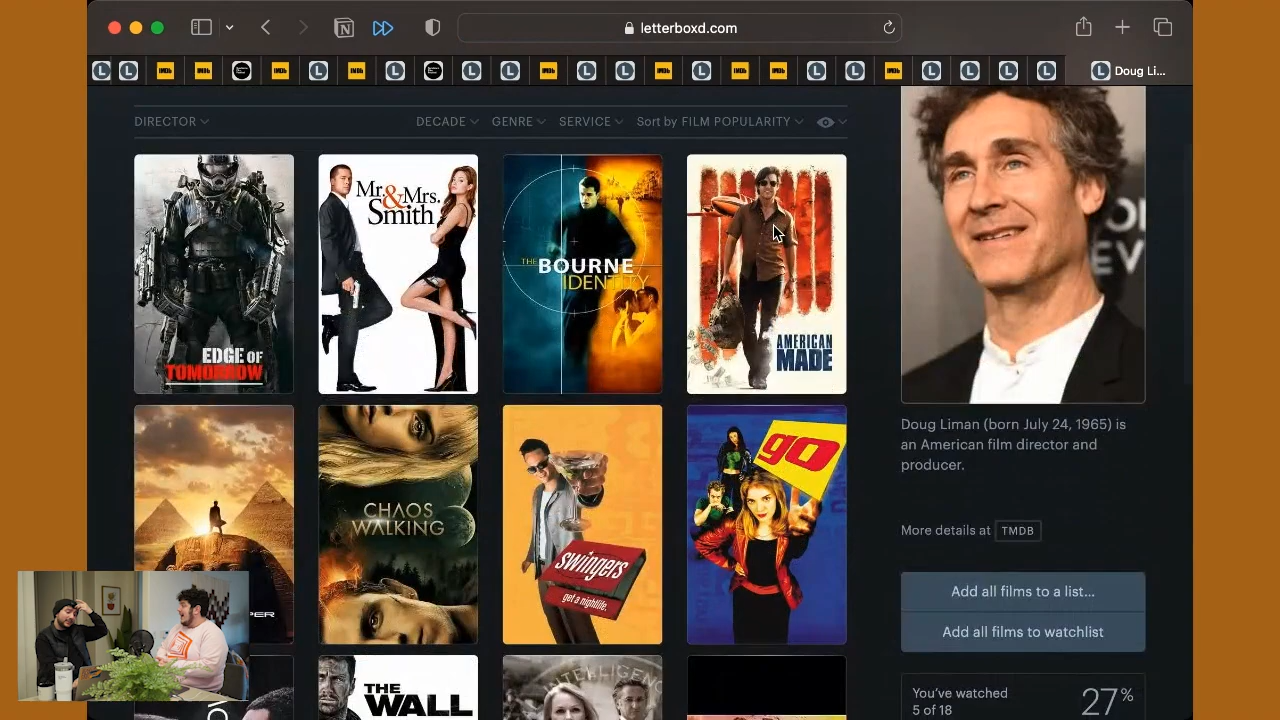 letterboxd.com
Doug Li...
DIRECTOR
DECADE GENRE SERVICE Sort by FILM POPULARITY
EDGE OF
TOMORROW
Mr.
& Mrs.
Smith
THE
BOURNE
IDENTITY
AMERICAN
MADE
Doug Liman (born July 24, 1965) is
an American film director and
producer.
CHAOS
WALKING
swingers
get a nightlife.
go
More details at TMDB
Add all films to a list...
Add all films to watchlist
THE
WALL
INTELLIGENC
You've watched
5 of 18
27%